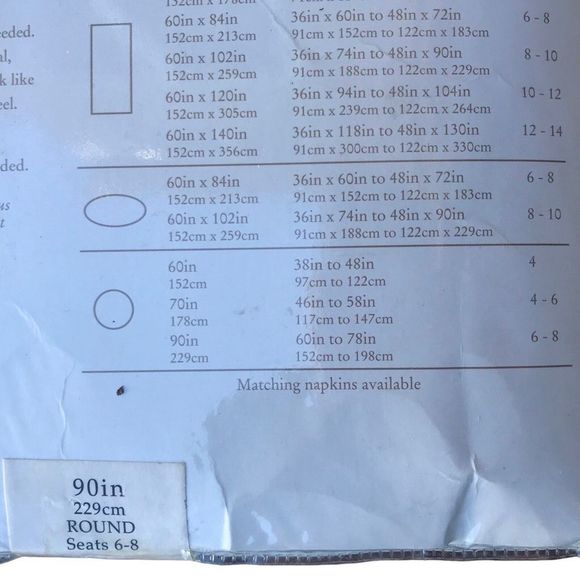 eeded.
al,
k like
eel.
ded.
us
t
60in x 84in 36in x 60in to 48in x 72in 6 - 8
152cm x 213cm 91cm x 152cm to 122cm x 183cm
60in x 102in 36in x 74in to 48in x 90in 8 - 10
152cm x 259cm 91cm x 188cm to 122cm x 229cm
60in x 120in 36in x 94in to 48in x 104in 10 - 12
152cm x 305cm 91cm x 239cm to 122cm x 264cm
60in x 140in 36in x 118in to 48in x 130in 12 - 14
152cm x 356cm 91cm x 300cm to 122cm x 330cm
60in x 84in 36in x 60in to 48in x 72in 6 - 8
152cm x 213cm 91cm x 152cm to 122cm x 183cm
60in x 102in 36in x 74in to 48in x 90in 8 - 10
152cm x 259cm 91cm x 188cm to 122cm x 229cm
60in 38in to 48in 4
152cm 97cm to 122cm
70in 46in to 58in 4 - 6
178cm 117cm to 147cm
90in 60in to 78in 6 - 8
229cm 152cm to 198cm
Matching napkins available
90in
229cm
ROUND
Seats 6-8